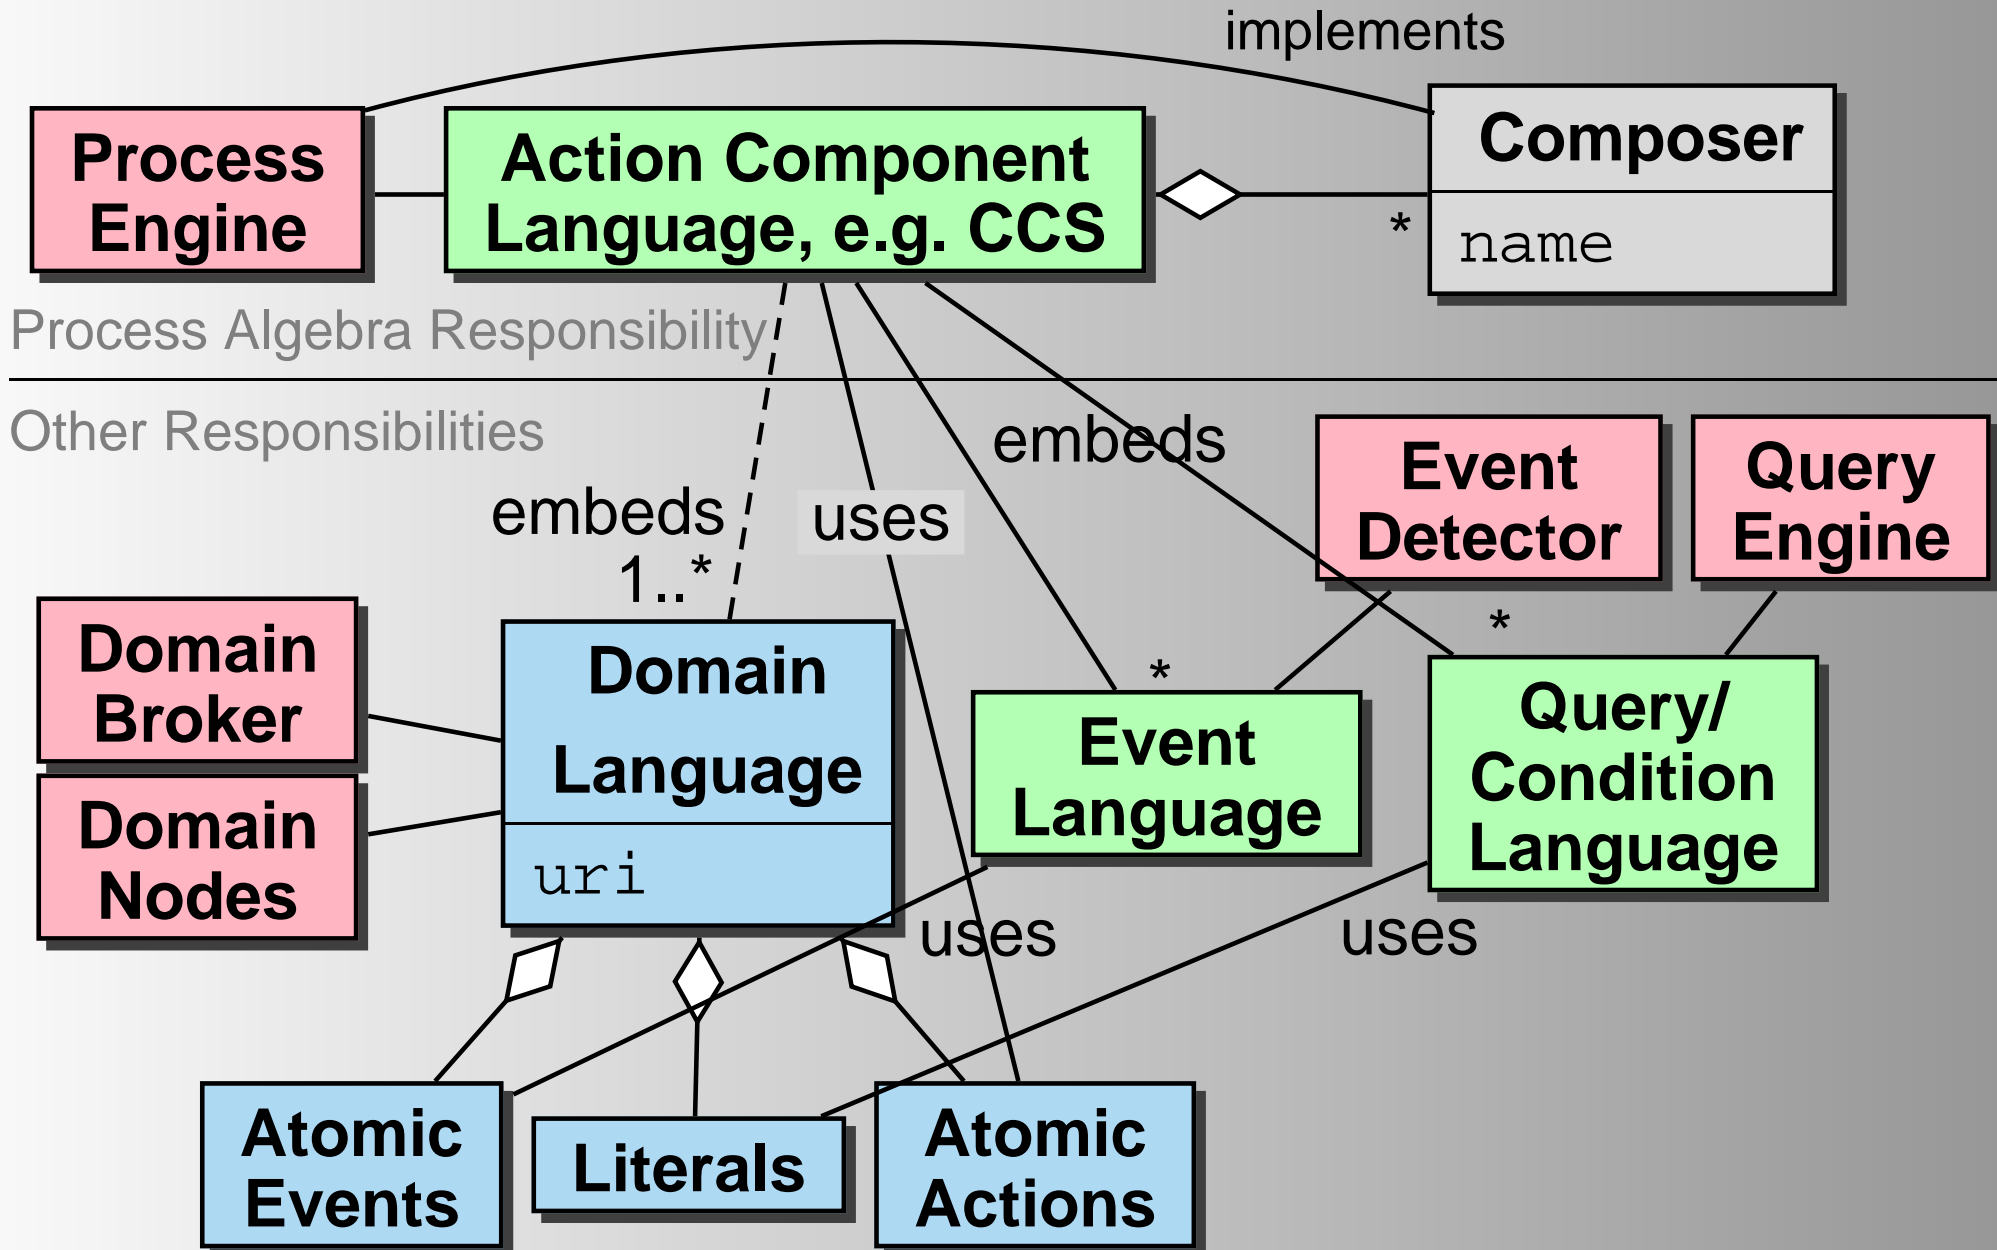 implements
Process
Engine
Action Component
Language, e.g. CCS
Composer
*
name
Process Algebra Responsibility
Other Responsibilities
embeds
embeds
1..*
uses
Event
Detector
Query
Engine
*
*
Domain
Broker
Domain
Nodes
Domain
Language
uri
Event
Language
Query/
Condition
Language
uses
uses
Atomic
Events
Literals
Atomic
Actions